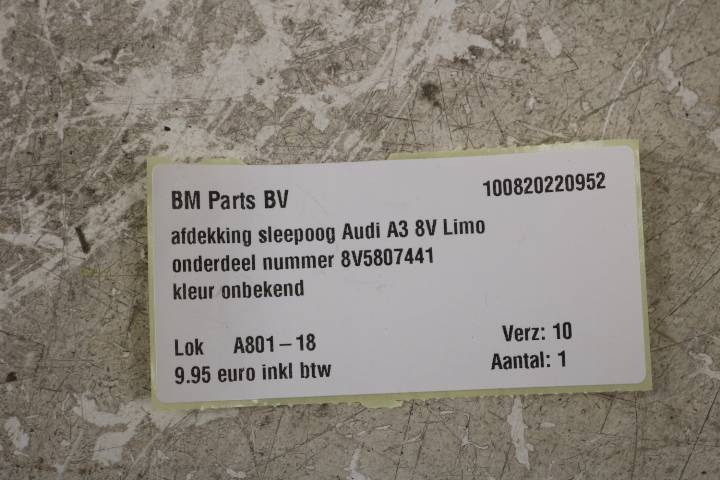 BM Parts BV 100820220952
afdekking sleepoog Audi A3 8V Limo
onderdeel nummer 8V5807441
kleur onbekend
Lok A801-18 Verz: 10
9.95 euro inkl btw Aantal: 1